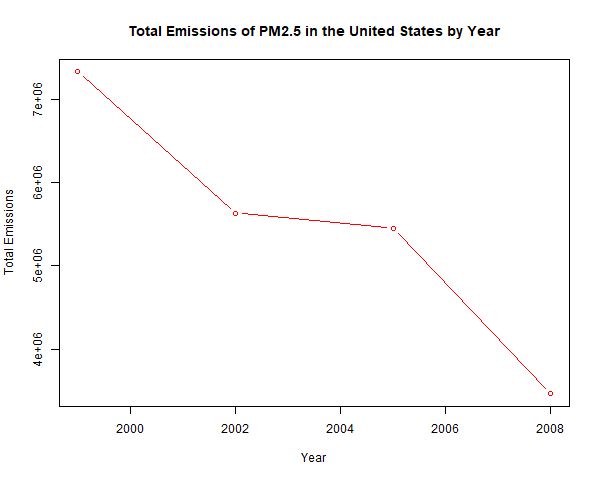 Total Emissions of PM2.5 in the United States by Year
7e+06
6e+06
5e+06
4e+06
Total Emissions
2000 2002 2004 2006 2008
Year